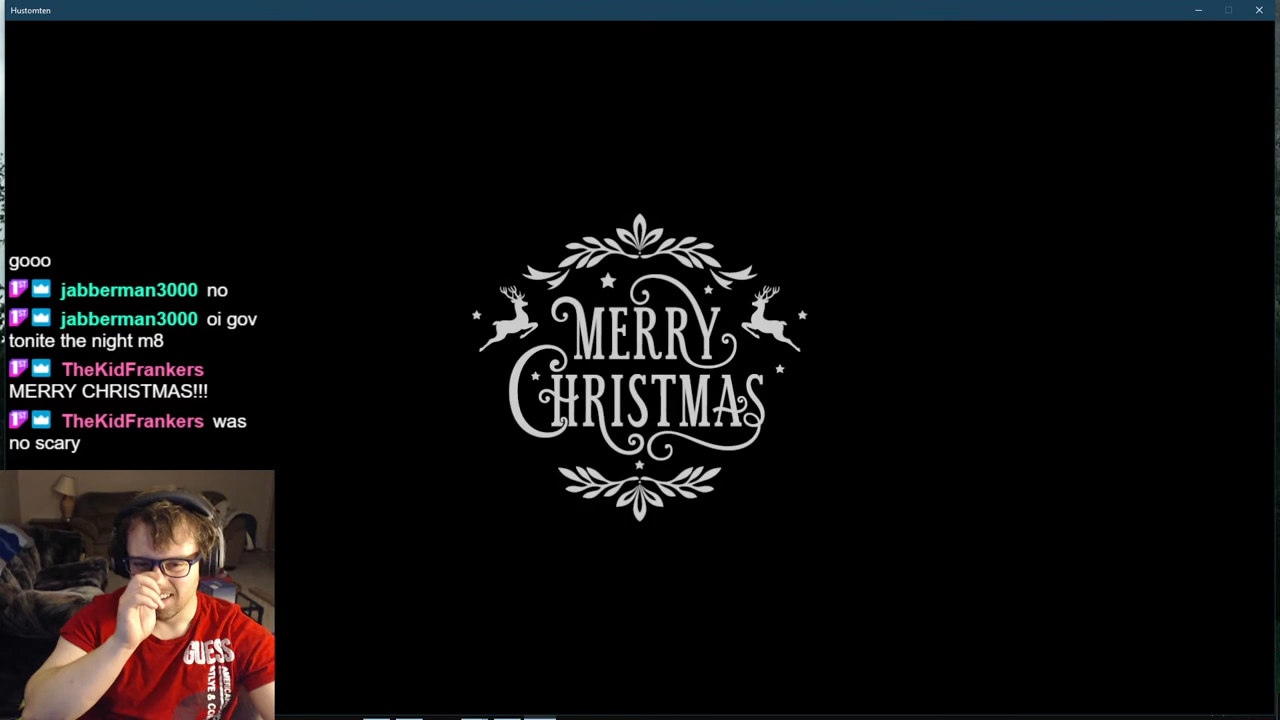 Hustomten
gooo
jabberman3000 no
jabberman3000 oi gov
tonite the night m8
TheKidFrankers
MERRY CHRISTMAS!!!
TheKidFrankers was
no scary
MERRY
CHRISTMAS
GUESS